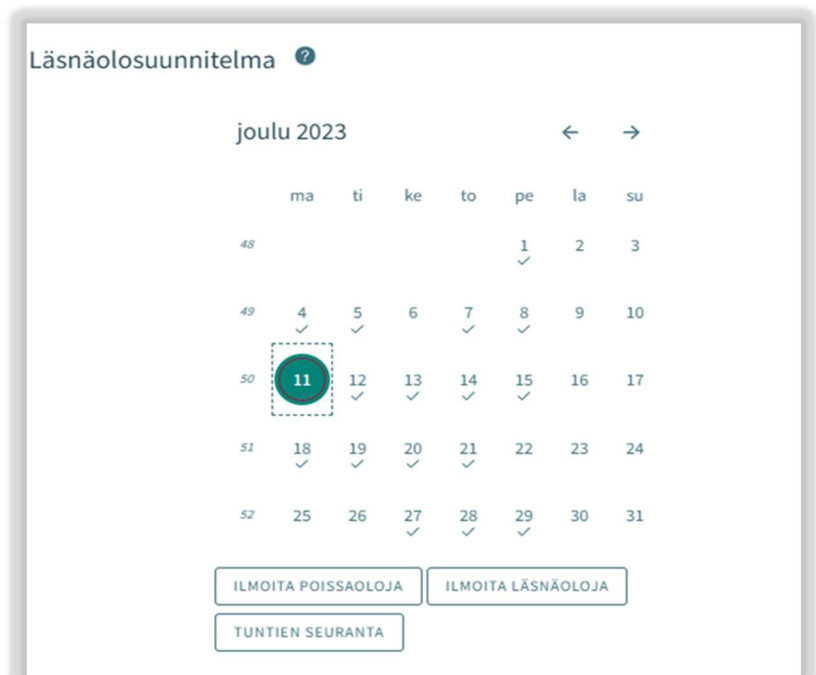 Läsnäolosuunnitelma ?
joulu 2023 ← →
ma ti ke to pe la su
48 1 2 3
✓
49 4 5 6 7 8 9 10
✓ ✓ ✓ ✓
50 11 12 13 14 15 16 17
✓ ✓ ✓ ✓
51 18 19 20 21 22 23 24
✓ ✓ ✓ ✓
52 25 26 27 28 29 30 31
✓ ✓ ✓
ILMOITA POISSAOLOJA ILMOITA LÄSNÄOLOJA
TUNTIEN SEURANTA